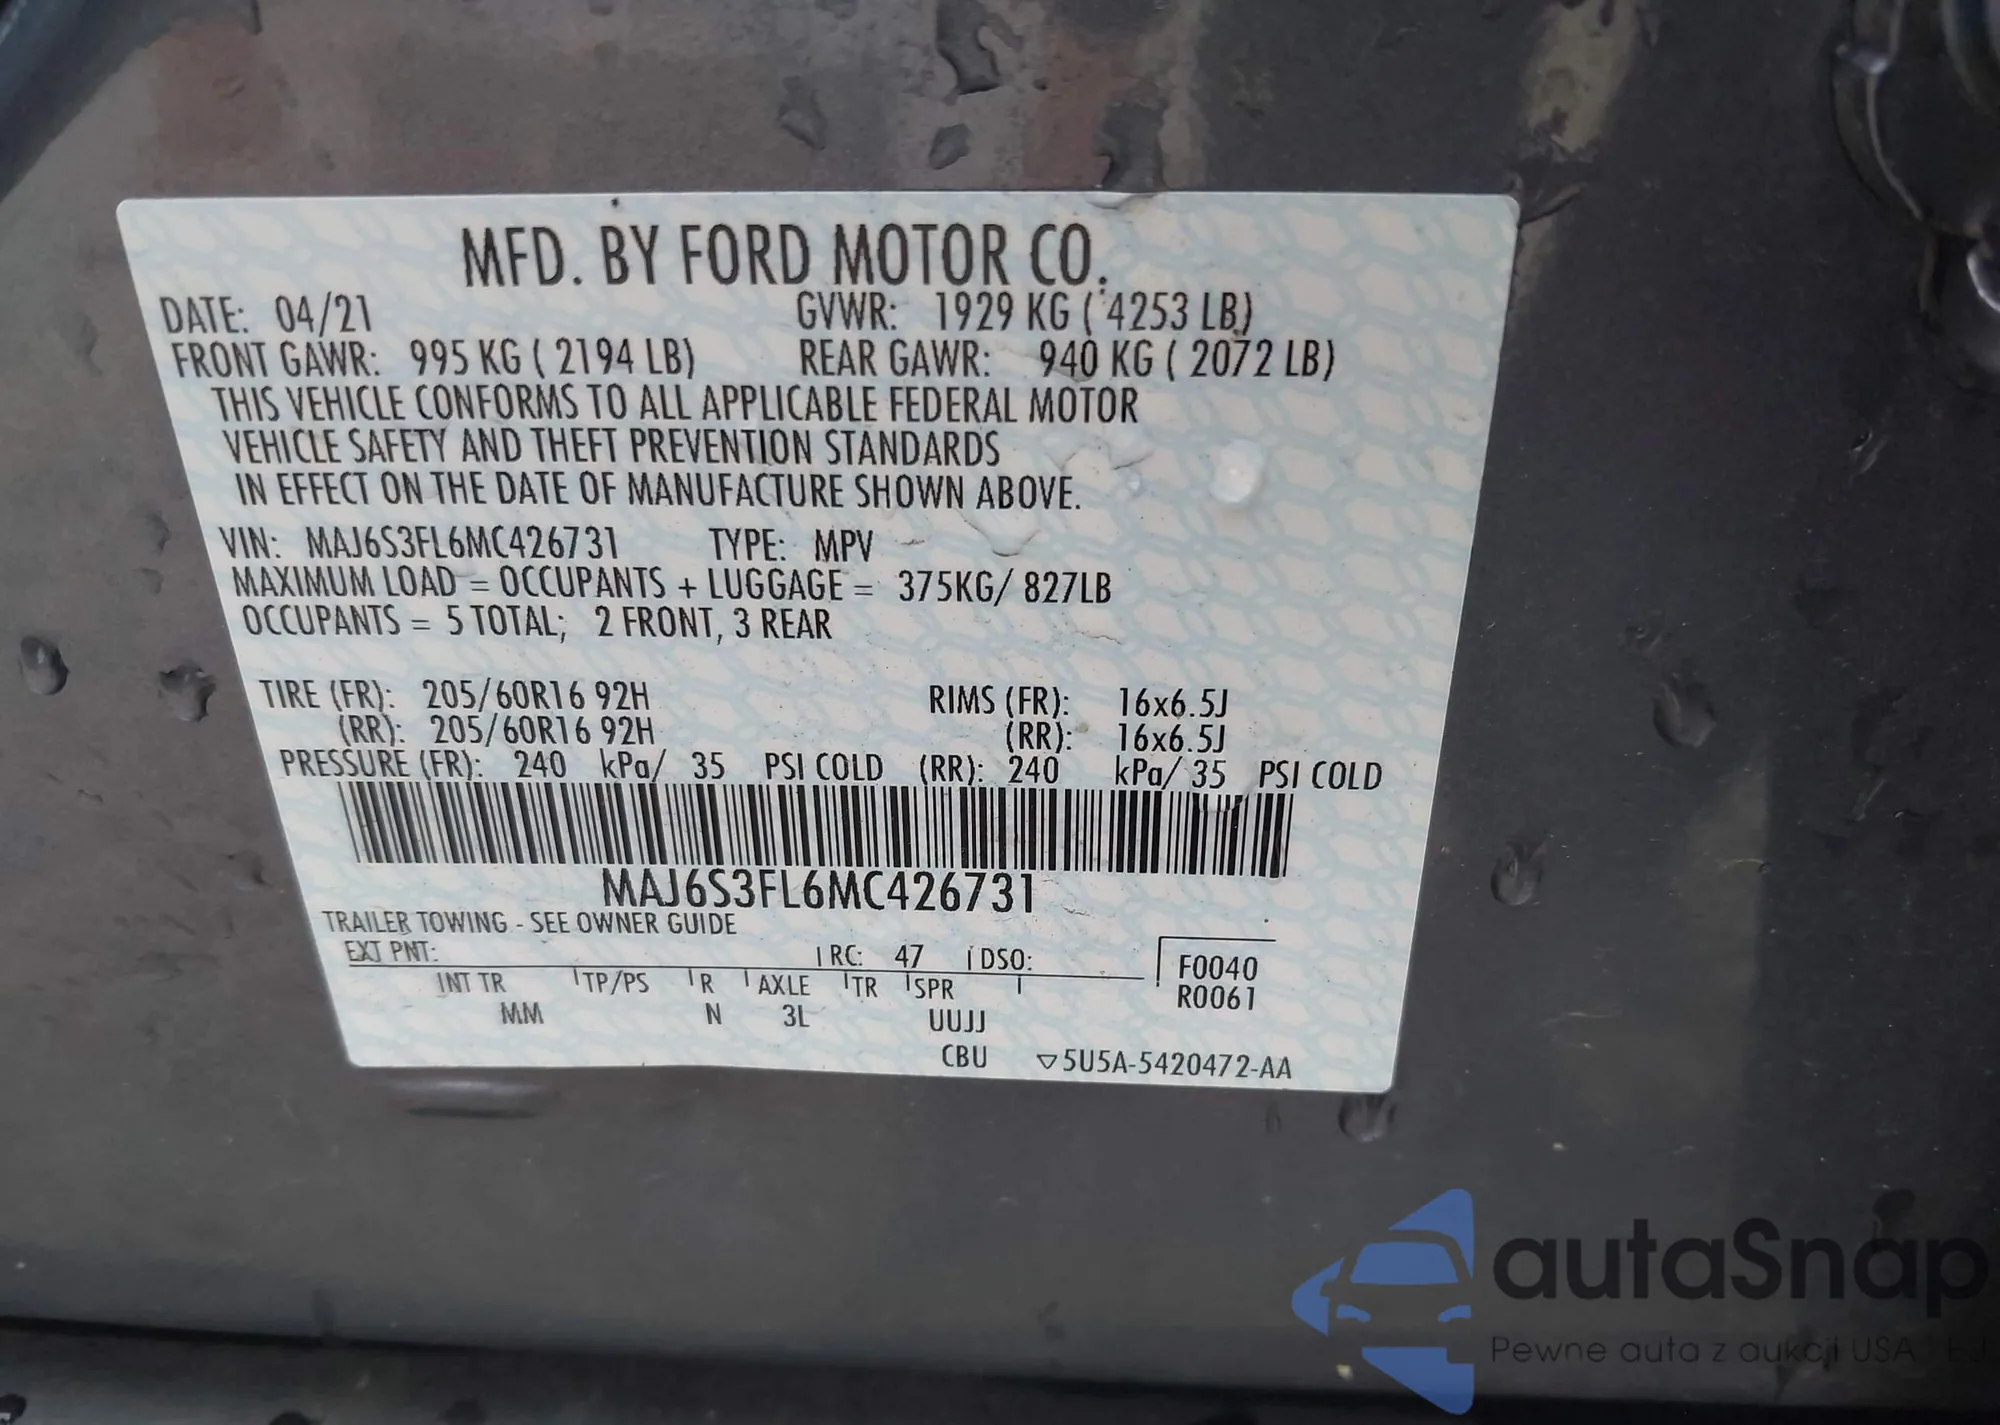 MFD. BY FORD MOTOR CO.
DATE: 04/21 GVWR: 1929 KG ( 4253 LB)
FRONT GAWR: 995 KG ( 2194 LB) REAR GAWR: 940 KG ( 2072 LB)
THIS VEHICLE CONFORMS TO ALL APPLICABLE FEDERAL MOTOR
VEHICLE SAFETY AND THEFT PREVENTION STANDARDS
IN EFFECT ON THE DATE OF MANUFACTURE SHOWN ABOVE.
VIN: MAJ6S3FL6MC426731 TYPE: MPV
MAXIMUM LOAD = OCCUPANTS + LUGGAGE = 375KG/ 827LB
OCCUPANTS = 5 TOTAL; 2 FRONT, 3 REAR
TIRE (FR): 205/60R16 92H RIMS (FR): 16x6.5J
(RR): 205/60R16 92H (RR): 16x6.5J
PRESSURE (FR): 240 kPa/ 35 PSI COLD (RR): 240 kPa/ 35 PSI COLD
MAJ6S3FL6MC426731
TRAILER TOWING - SEE OWNER GUIDE
EXT PNT: RC: 47 DSO: F0040
INT TR TP/PS R AXLE TR SPR R0061
MM N 3L UUJJ
CBU ▽5U5A-5420472-AA
autaSnap
Pewne auta z aukcji USA